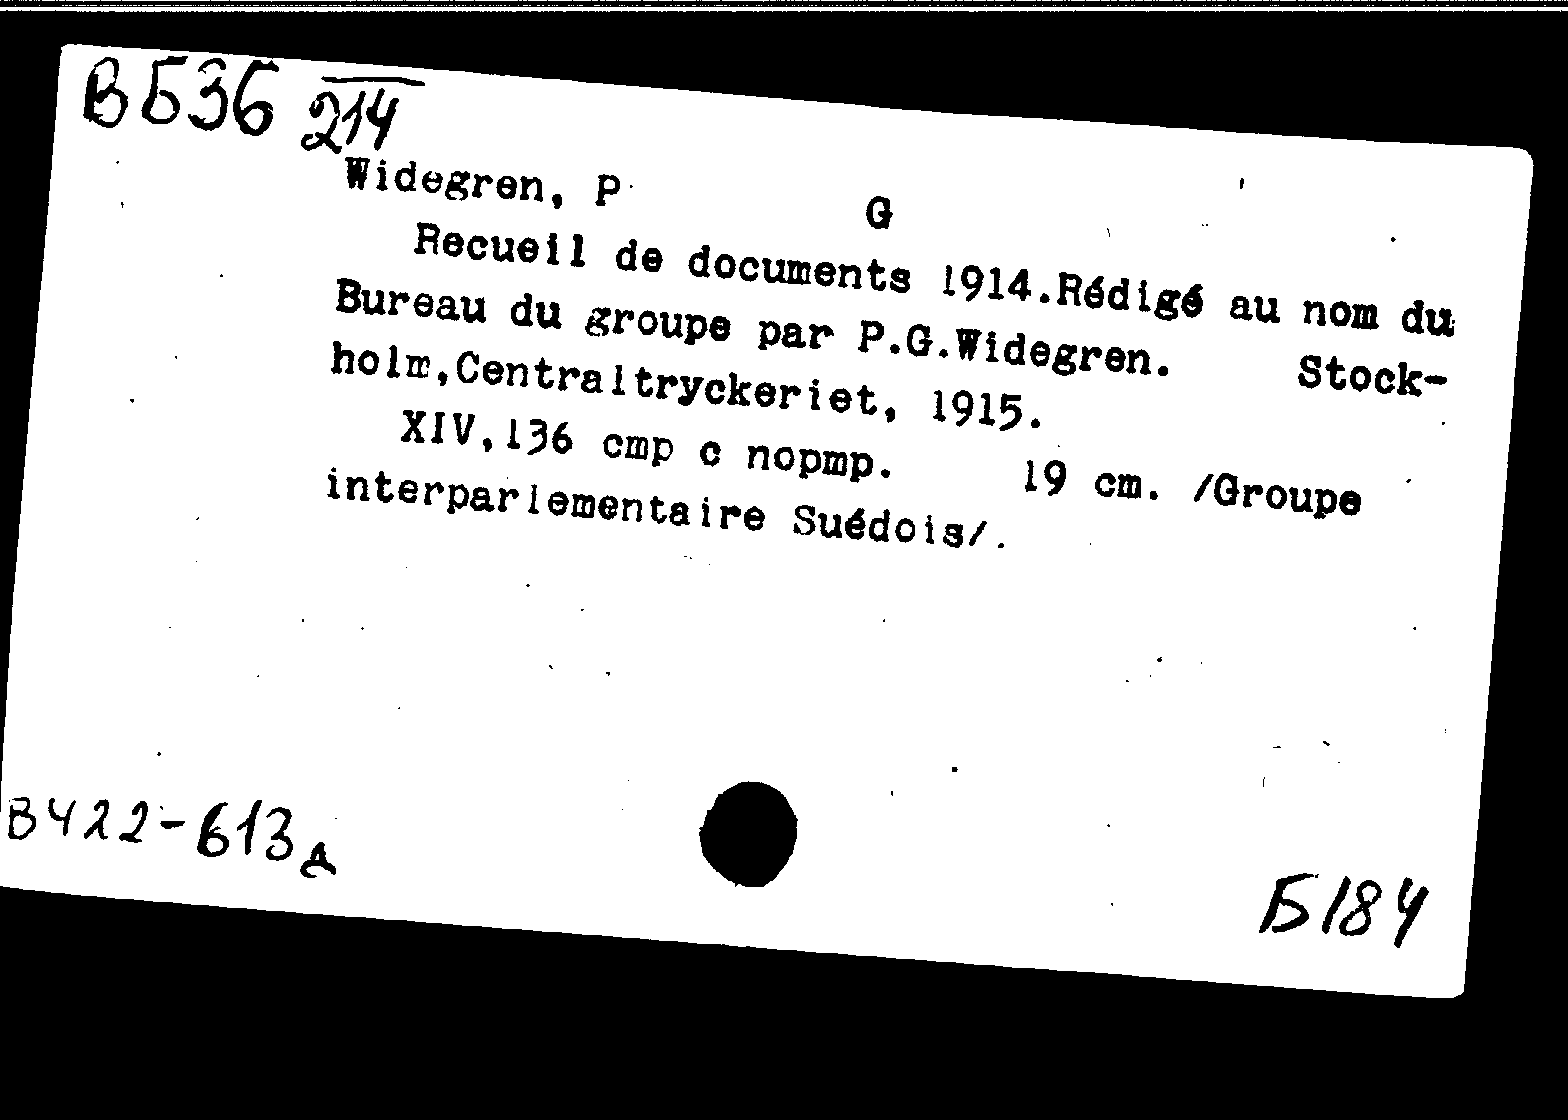 В 536 214
Widegren, P G
Recueil de documents 1914.Rédigé au nom du
Bureau du groupe par P.G.Widegren. Stock-
holm,Centraltryckeriet, 1915.
XIV,136 стр с портр. 19 cm. /Groupe
interparlementaire Suédois/.
В422-613д
Б184